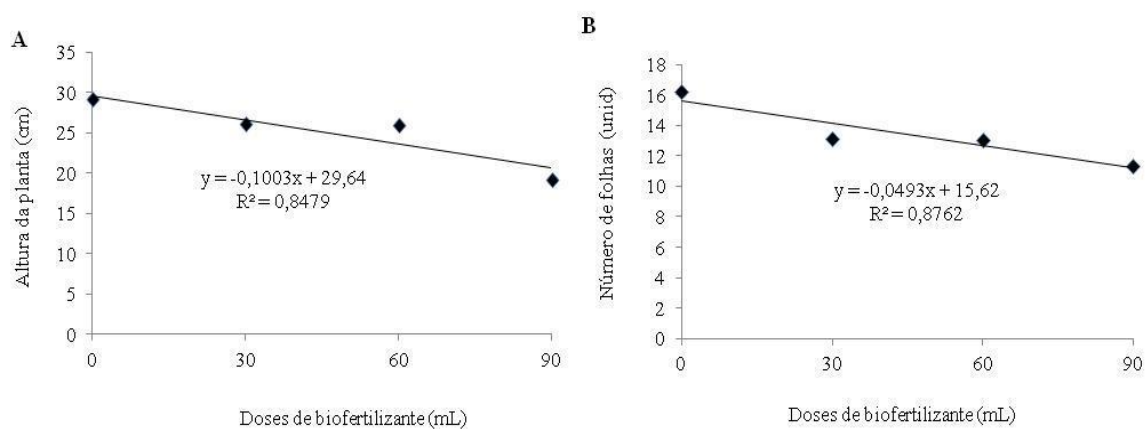 A
Altura da planta (cm)
35
30
25
20
15
10
5
0
y = -0,1003x + 29,64
R² = 0,8479
0 30 60 90
Doses de biofertilizante (mL)
B
Número de folhas (unid)
18
16
14
12
10
8
6
4
2
0
y = -0,0493x + 15,62
R² = 0,8762
0 30 60 90
Doses de biofertilizante (mL)